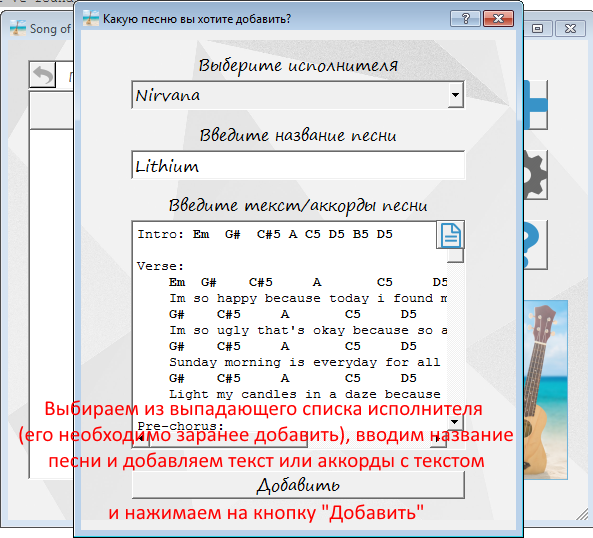 Song of
Какую песню вы хотите добавить?
Выберите исполнителя
Nirvana
Введите название песни
Lithium
Введите текст/аккорды песни
Intro: Em G# C#5 A C5 D5 B5 D5
Verse:
Em G# C#5 A C5 D5
Im so happy because today i found m
G# C#5 A C5 D5
Im so ugly that's okay because so a
G# C#5 A C5 D5
Sunday morning is everyday for all
G# C#5 A C5 D5
Light my candles in a daze because
Pre-chorus:
Выбираем из выпадающего списка исполнителя
(его необходимо заранее добавить), вводим название
песни и добавляем текст или аккорды с текстом
Добавить
и нажимаем на кнопку "Добавить"